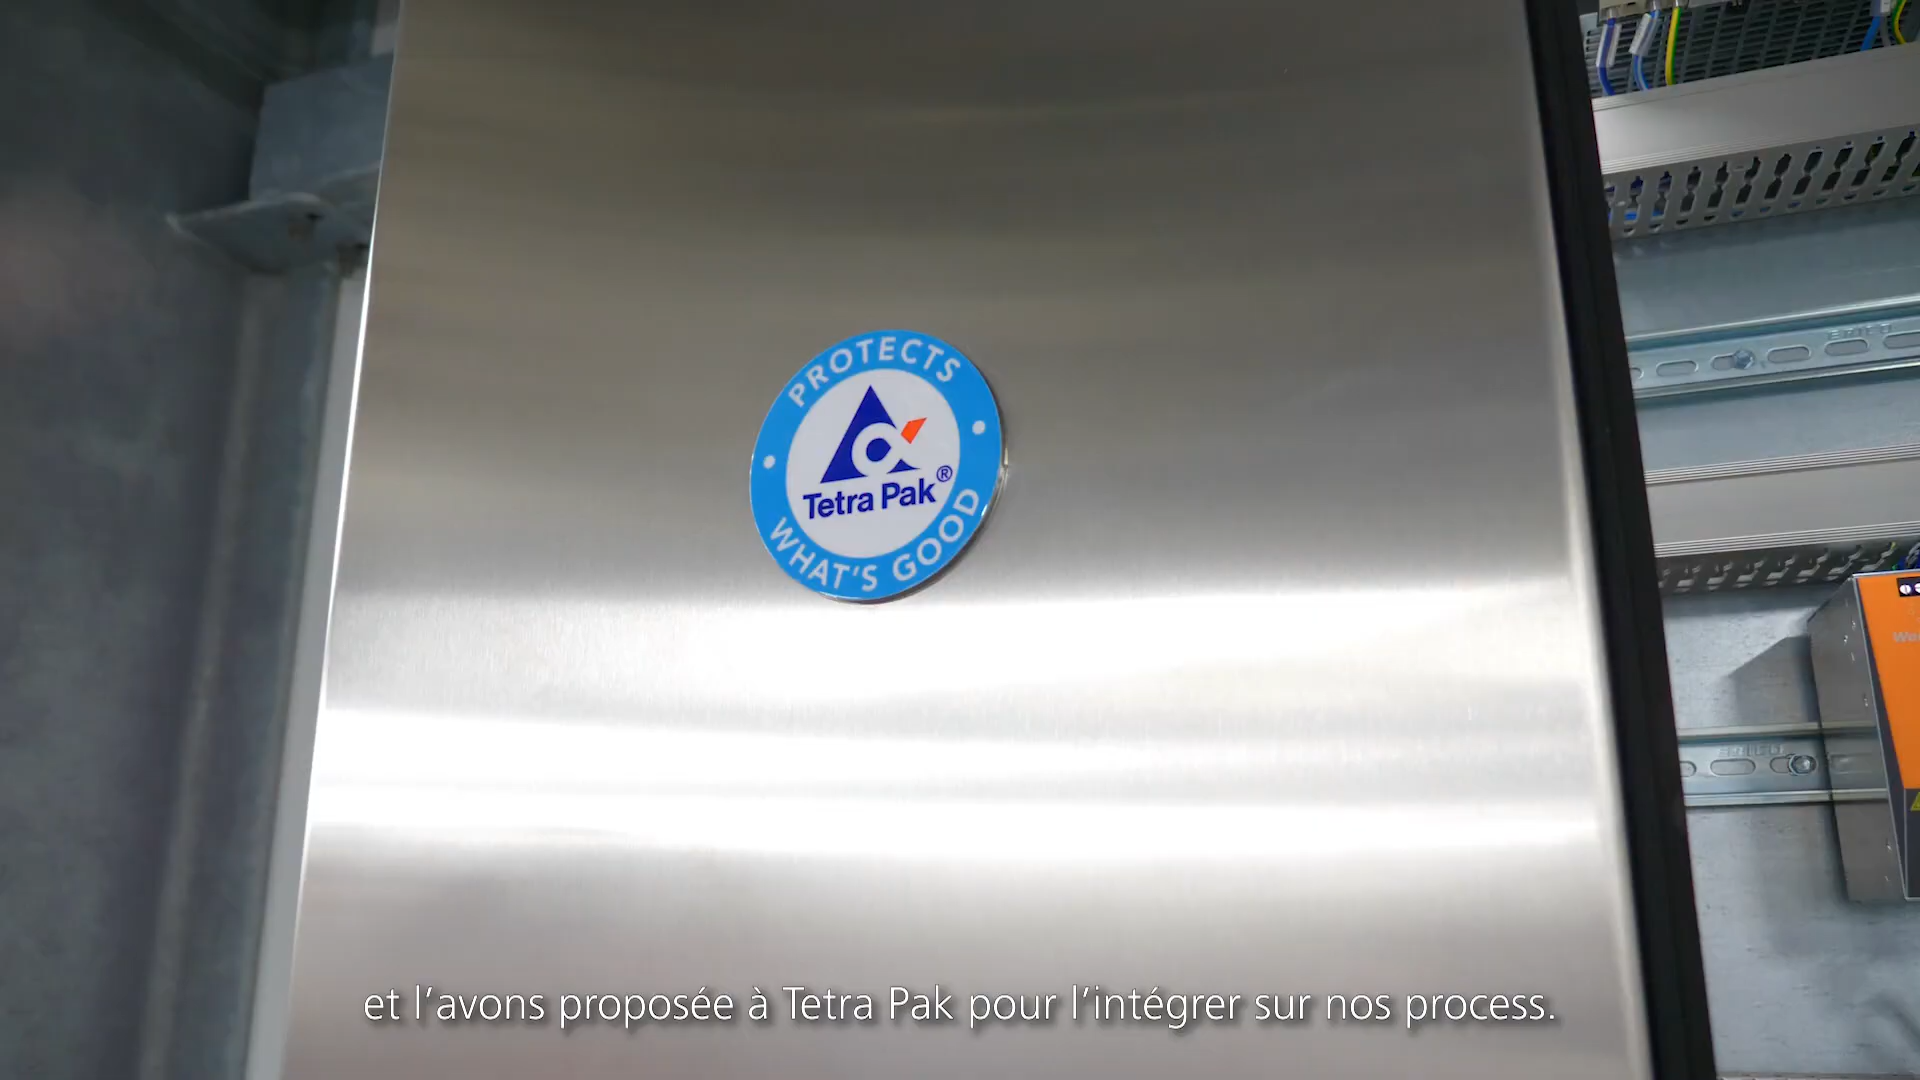 PROTECTS
Tetra Pak®
WHAT'S GOOD
et l'avons proposée à Tetra Pak pour l'intégrer sur nos process.